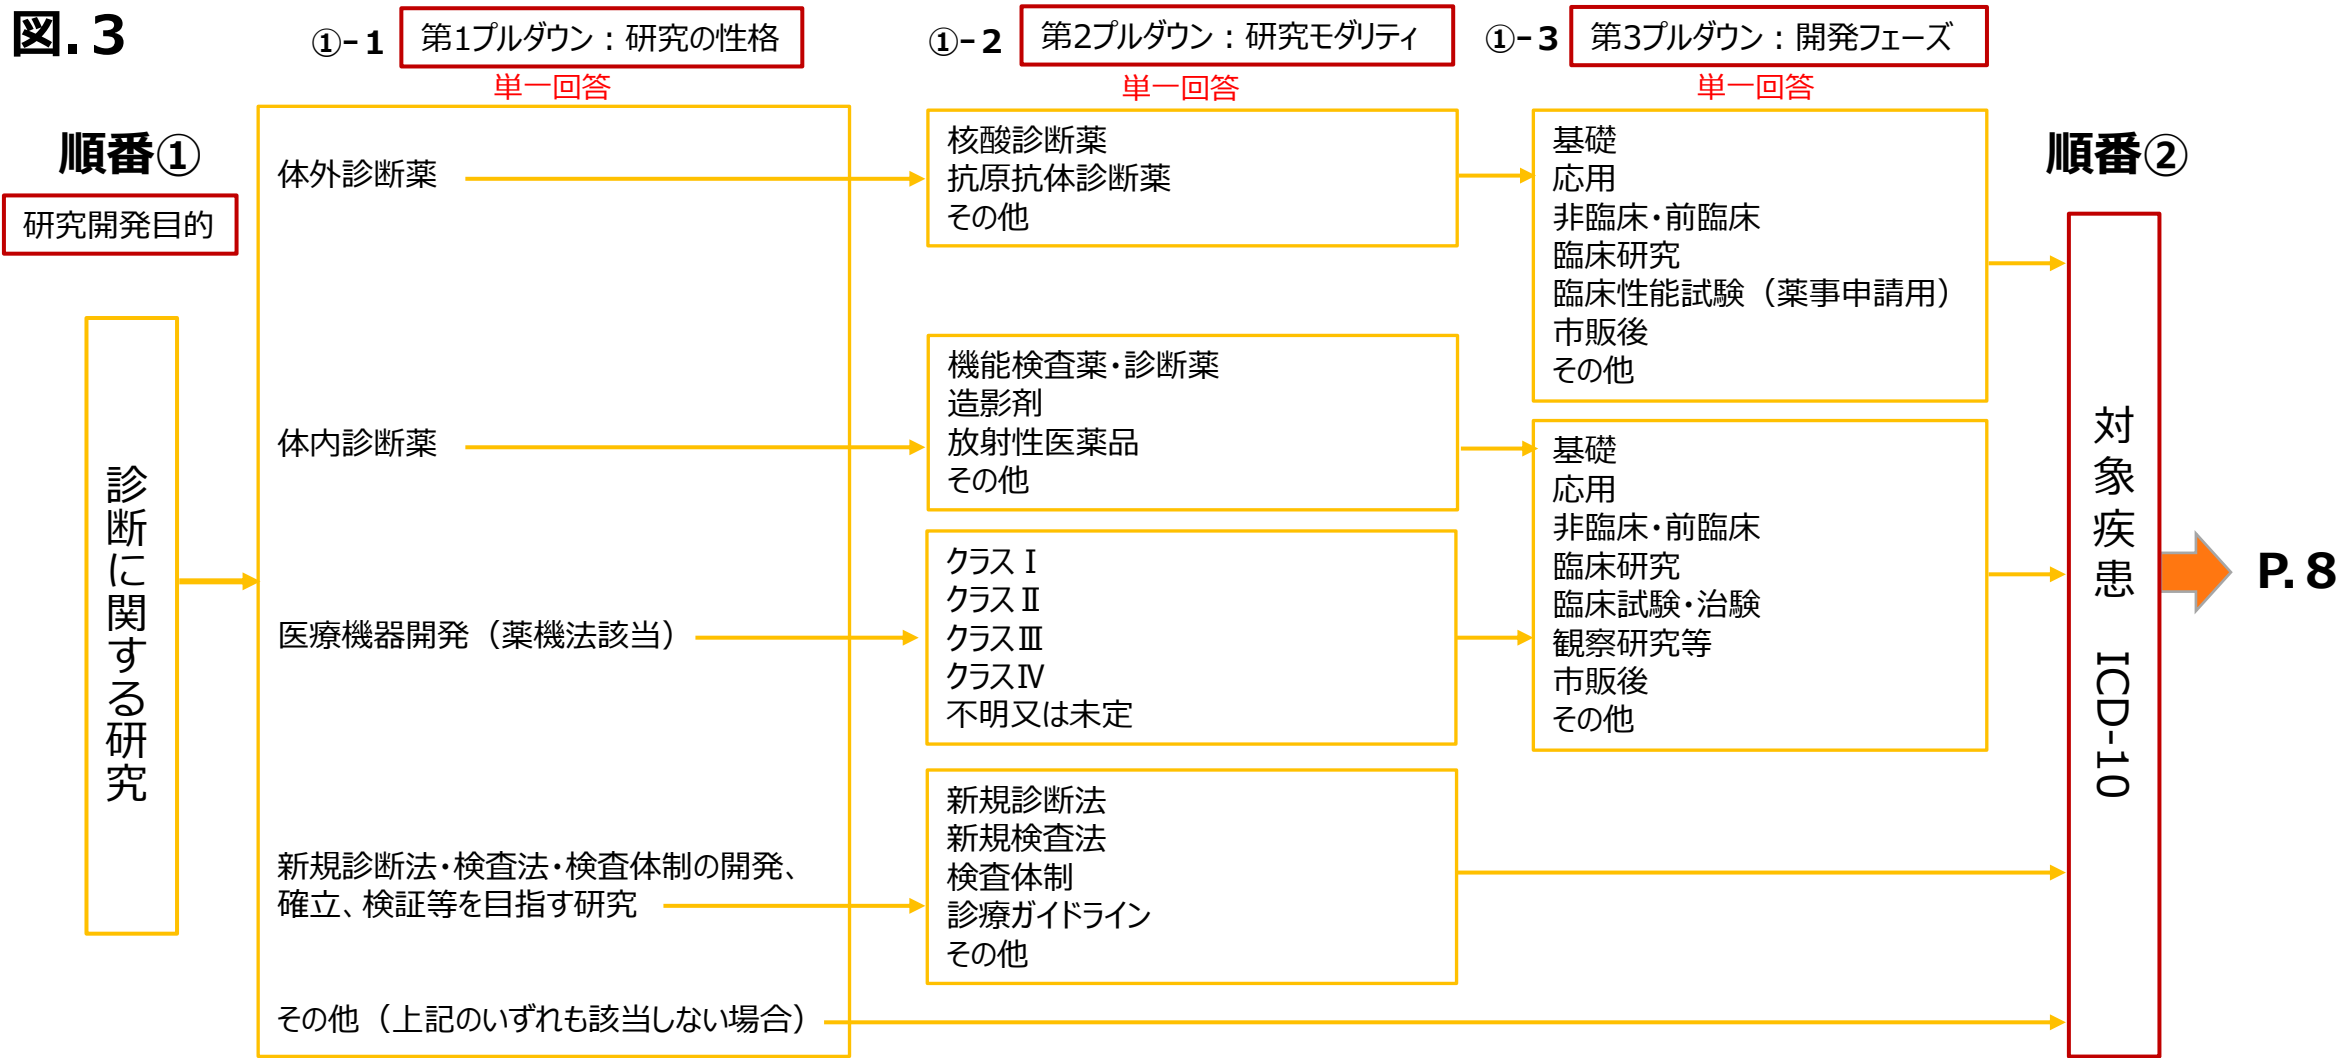 図.3
①-1 第1プルダウン：研究の性格
単一回答
①-2 第2プルダウン：研究モダリティ
単一回答
①-3 第3プルダウン：開発フェーズ
単一回答
順番①
研究開発目的
診断に関する研究
体外診断薬
体内診断薬
医療機器開発（薬機法該当）
新規診断法・検査法・検査体制の開発、
確立、検証等を目指す研究
その他（上記のいずれも該当しない場合）
核酸診断薬
抗原抗体診断薬
その他
機能検査薬・診断薬
造影剤
放射性医薬品
その他
クラスⅠ
クラスⅡ
クラスⅢ
クラスⅣ
不明又は未定
新規診断法
新規検査法
検査体制
診療ガイドライン
その他
基礎
応用
非臨床・前臨床
臨床研究
臨床性能試験（薬事申請用）
市販後
その他
基礎
応用
非臨床・前臨床
臨床研究
臨床試験・治験
観察研究等
市販後
その他
順番②
対象疾患　ICD-10
P.8